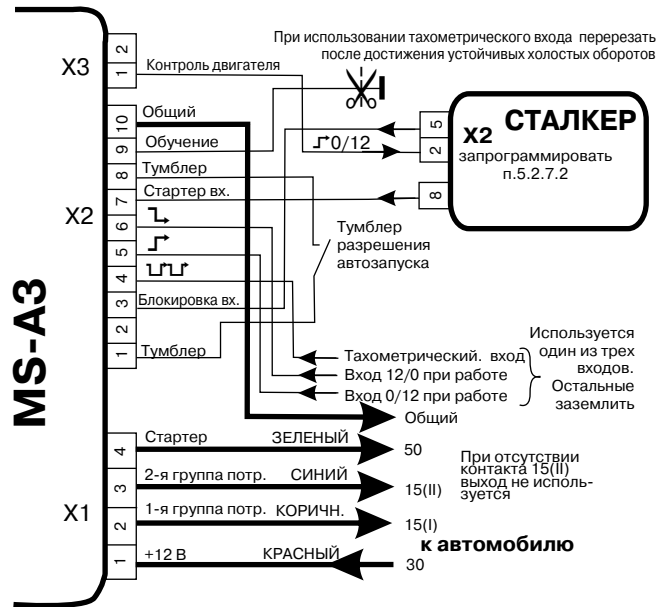 При использовании тахометрического входа перерезать
после достижения устойчивых холостых оборотов
MS-A3
X3
2
1
Контроль двигателя
X2
10
Общий
9
Обучение
8
Тумблер
7
Стартер вх.
6
5
4
3
Блокировка вх.
2
1
Тумблер
0/12
5
2
8
X2
СТАЛКЕР
запрограммировать
п.5.2.7.2
Тумблер
разрешения
автозапуска
Тахометрический. вход
Вход 12/0 при работе
Вход 0/12 при работе
Общий
Используется
один из трех
входов.
Остальные
заземлить
X1
4
Стартер
ЗЕЛЕНЫЙ
50
3
2-я группа потр.
СИНИЙ
15(II)
2
1-я группа потр.
КОРИЧН.
15(I)
1
+12 В
КРАСНЫЙ
30
При отсутствии
контакта 15(II)
выход не исполь-
зуется
к автомобилю